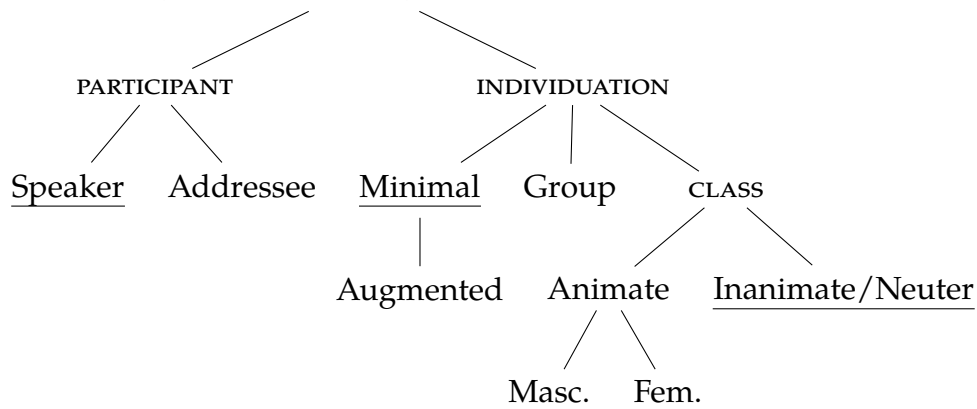 PARTICIPANT INDIVIDUATION
Speaker Addressee Minimal Group CLASS
Augmented Animate Inanimate/Neuter
Masc. Fem.